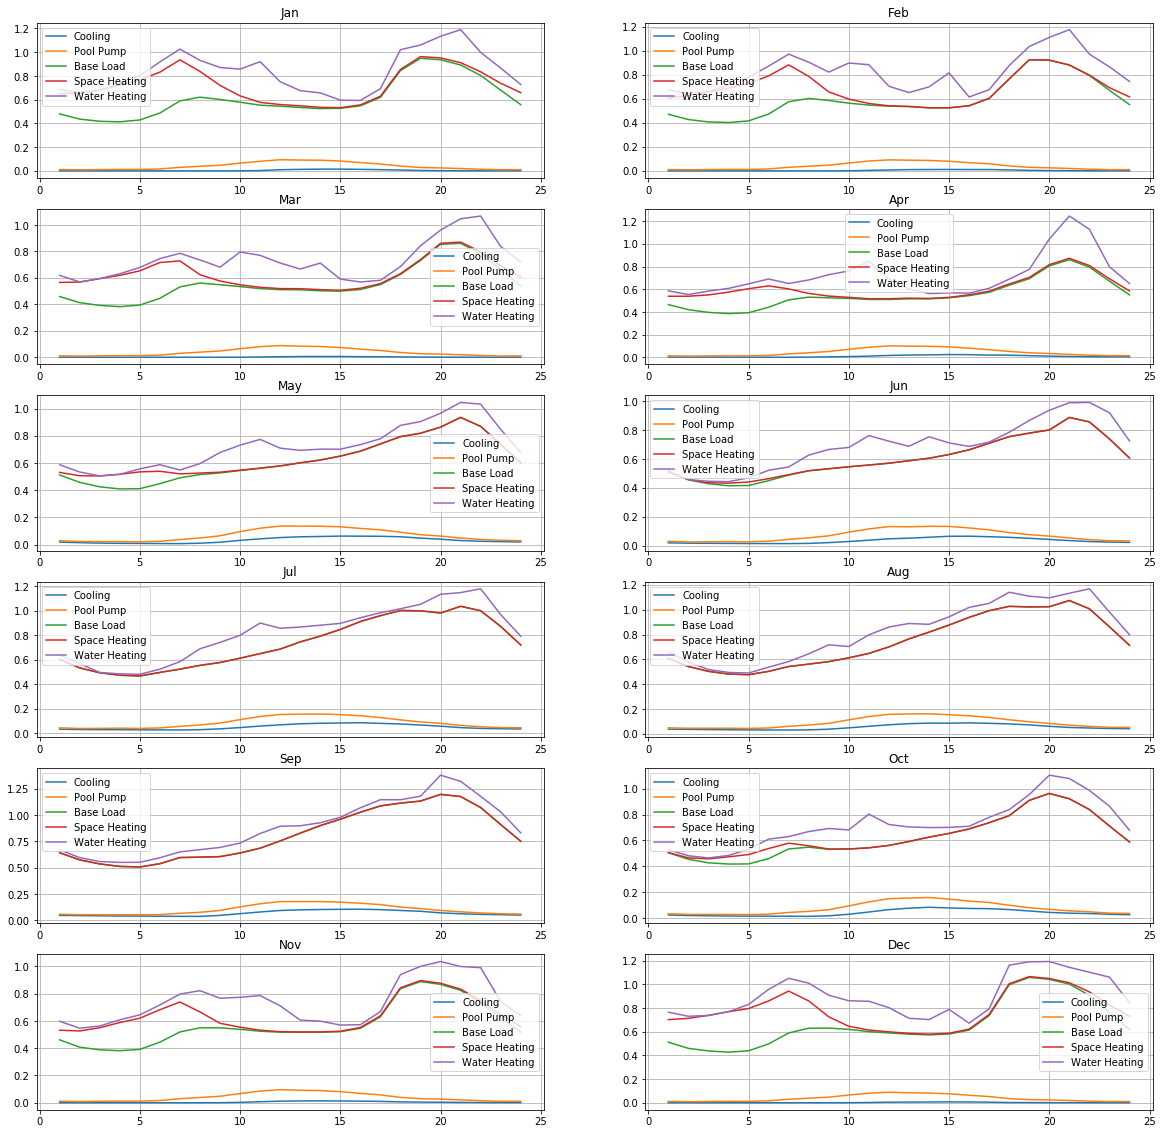 Jan
1.2
1.0
0.8
0.6
0.4
0.2
0.0
Cooling
Pool Pump
Base Load
Space Heating
Water Heating
0 5 10 15 20 25
Feb
1.2
1.0
0.8
0.6
0.4
0.2
0.0
Cooling
Pool Pump
Base Load
Space Heating
Water Heating
0 5 10 15 20 25
Mar
1.0
0.8
0.6
0.4
0.2
0.0
Cooling
Pool Pump
Base Load
Space Heating
Water Heating
0 5 10 15 20 25
Apr
1.2
1.0
0.8
0.6
0.4
0.2
0.0
Cooling
Pool Pump
Base Load
Space Heating
Water Heating
0 5 10 15 20 25
May
1.0
0.8
0.6
0.4
0.2
0.0
Cooling
Pool Pump
Base Load
Space Heating
Water Heating
0 5 10 15 20 25
Jun
1.0
0.8
0.6
0.4
0.2
0.0
Cooling
Pool Pump
Base Load
Space Heating
Water Heating
0 5 10 15 20 25
Jul
1.2
1.0
0.8
0.6
0.4
0.2
0.0
Cooling
Pool Pump
Base Load
Space Heating
Water Heating
0 5 10 15 20 25
Aug
1.2
1.0
0.8
0.6
0.4
0.2
0.0
Cooling
Pool Pump
Base Load
Space Heating
Water Heating
0 5 10 15 20 25
Sep
1.25
1.00
0.75
0.50
0.25
0.00
Cooling
Pool Pump
Base Load
Space Heating
Water Heating
0 5 10 15 20 25
Oct
1.0
0.8
0.6
0.4
0.2
0.0
Cooling
Pool Pump
Base Load
Space Heating
Water Heating
0 5 10 15 20 25
Nov
1.0
0.8
0.6
0.4
0.2
0.0
Cooling
Pool Pump
Base Load
Space Heating
Water Heating
0 5 10 15 20 25
Dec
1.2
1.0
0.8
0.6
0.4
0.2
0.0
Cooling
Pool Pump
Base Load
Space Heating
Water Heating
0 5 10 15 20 25